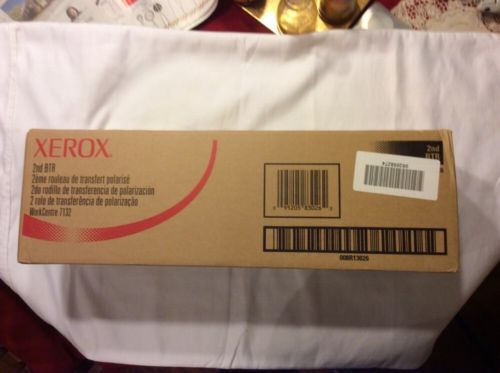 XEROX
2nd BTR
2ème rouleau de transfert polarisé
2do rodillo de transferencia de polarización
2 rolo de transferência de polarização
WorkCentre 7132
2nd
BTR
008R13026